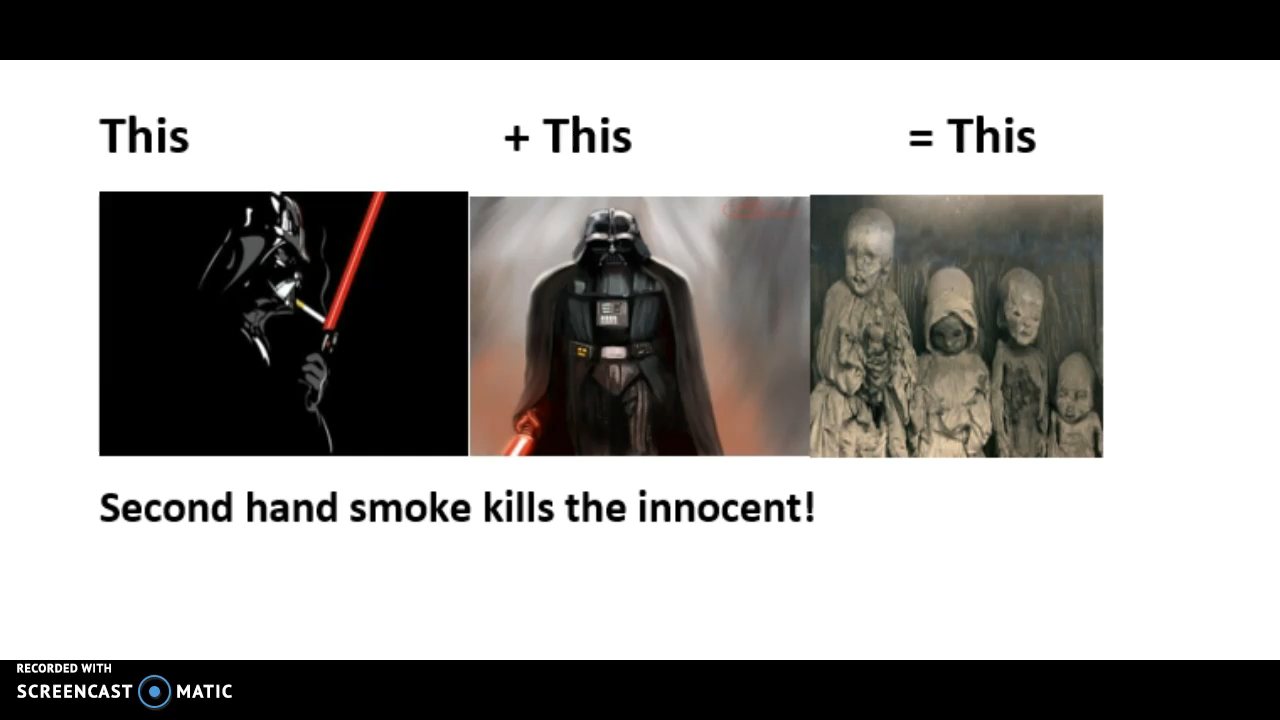 This + This = This
Second hand smoke kills the innocent!
RECORDED WITH
SCREENCAST MATIC